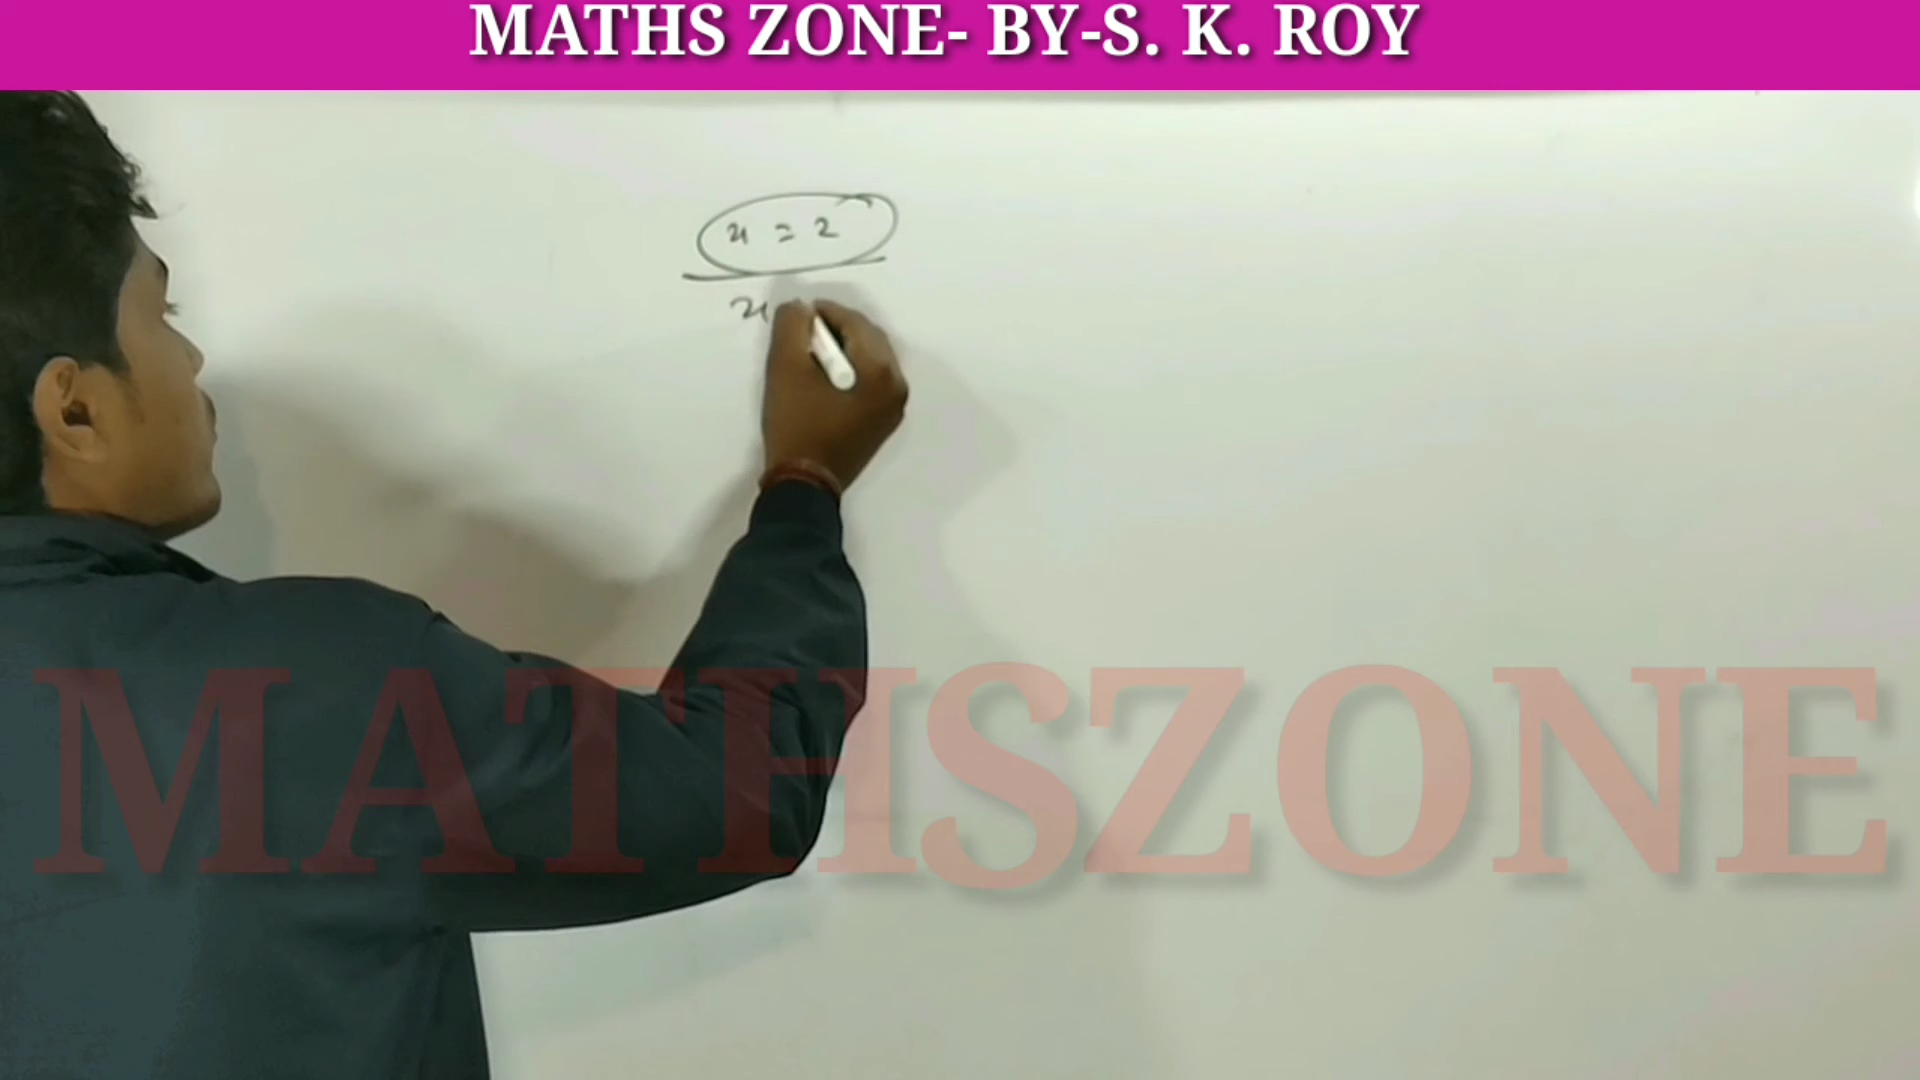 MATHS ZONE- BY-S. K. ROY
x = 2
x
MATHSZONE